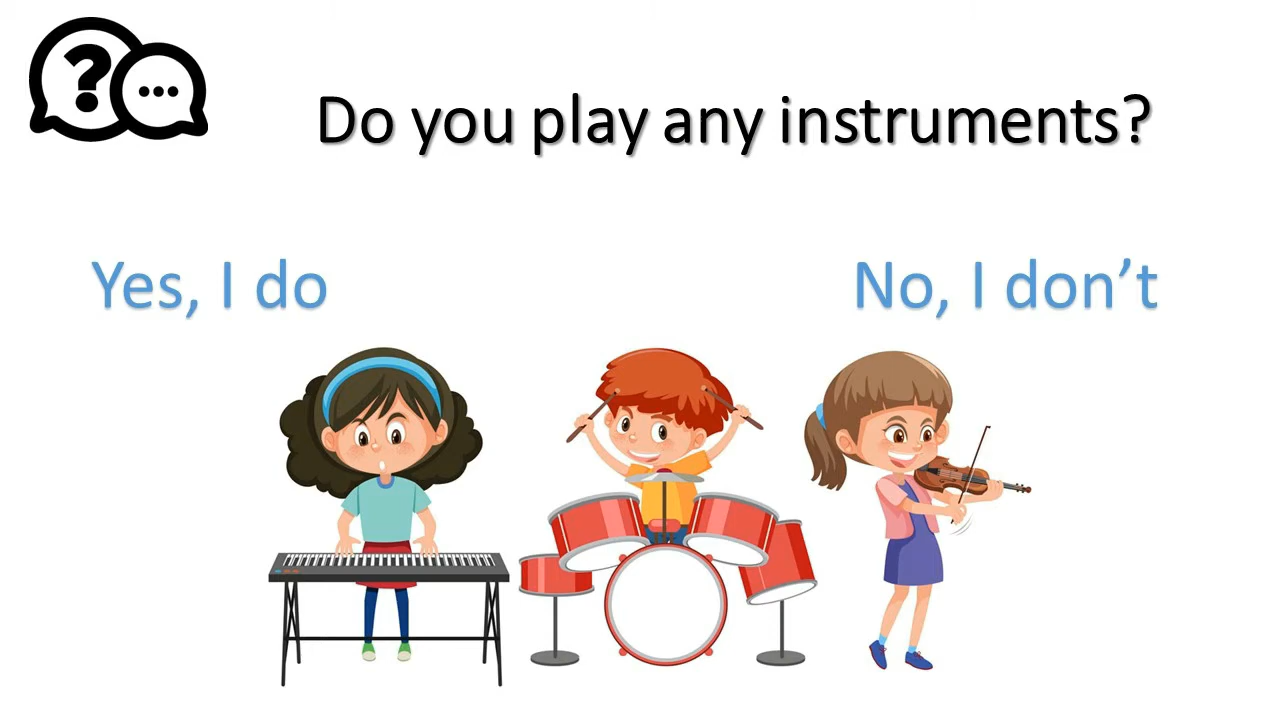 Do you play any instruments?
Yes, I do
No, I don’t